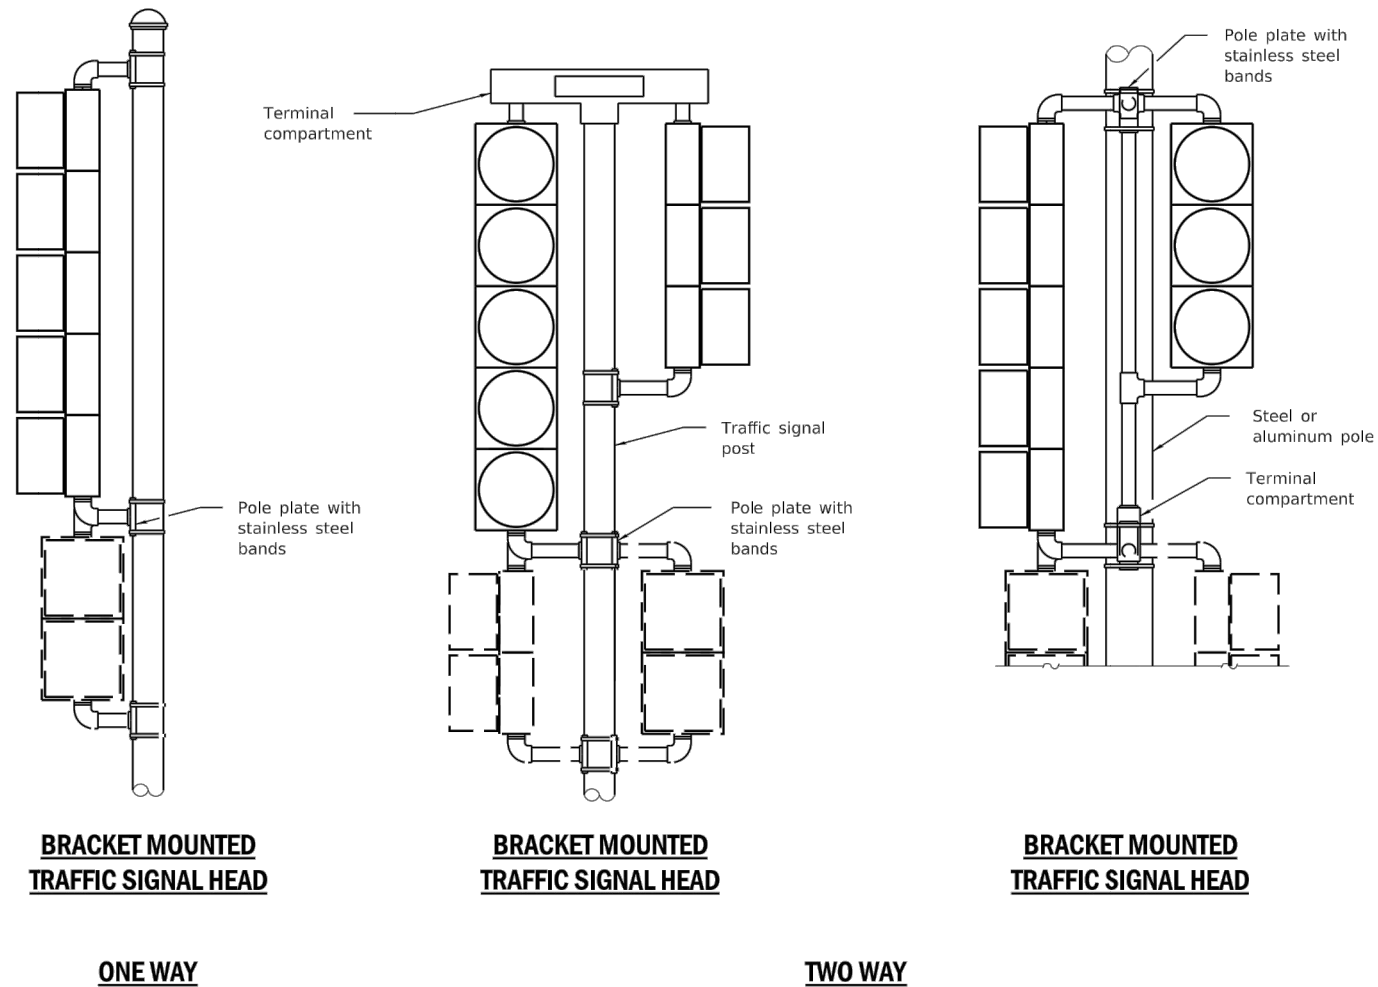 Pole plate with
stainless steel
bands
Terminal
compartment
Traffic signal
post
Steel or
aluminum pole
Terminal
compartment
Pole plate with
stainless steel
bands
Pole plate with
stainless steel
bands
BRACKET MOUNTED
TRAFFIC SIGNAL HEAD
BRACKET MOUNTED
TRAFFIC SIGNAL HEAD
BRACKET MOUNTED
TRAFFIC SIGNAL HEAD
ONE WAY
TWO WAY